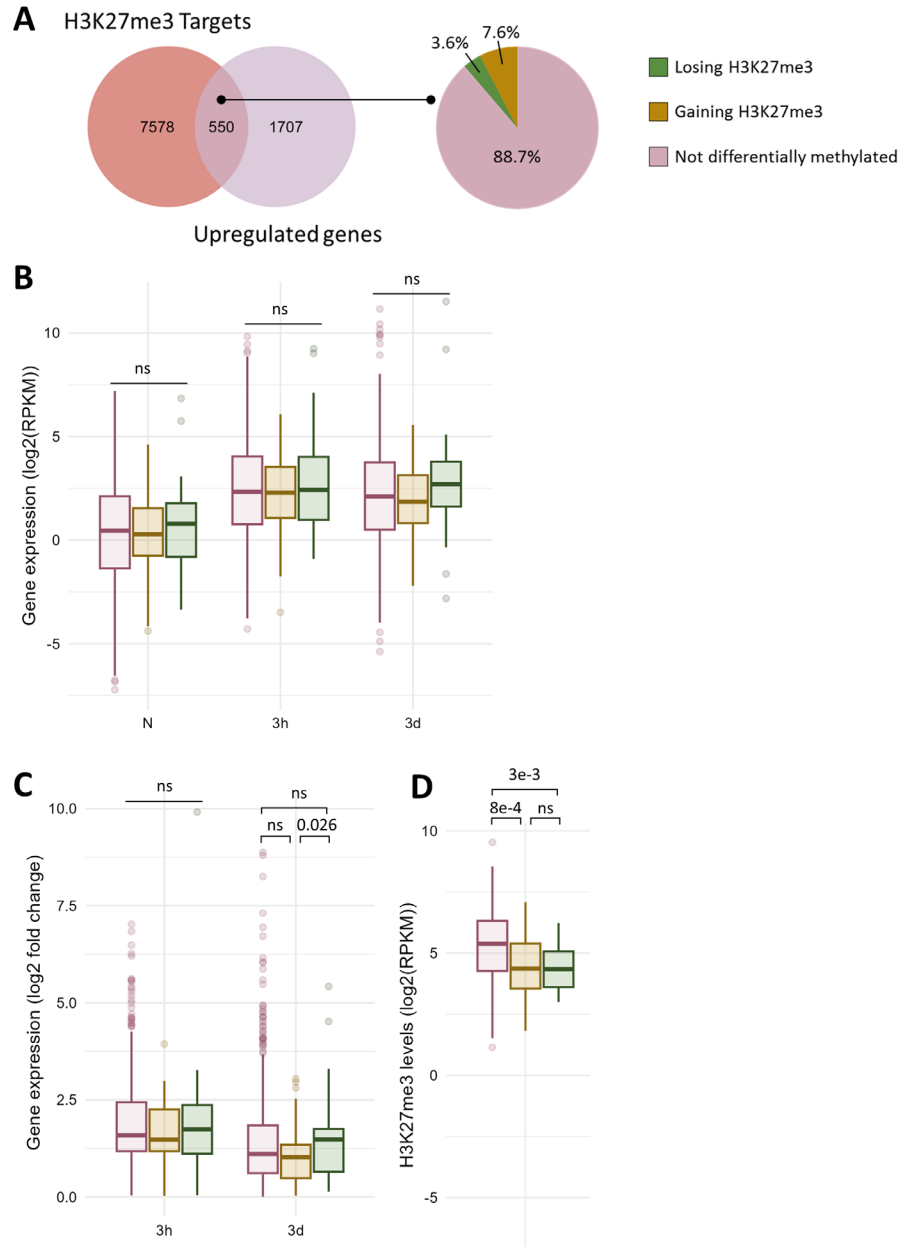 A
H3K27me3 Targets
7578
550
1707
Upregulated genes
3.6%
7.6%
88.7%
Losing H3K27me3
Gaining H3K27me3
Not differentially methylated
B
Gene expression (log2(RPKM))
10
5
0
-5
ns
ns
ns
N
3h
3d
C
Gene expression (log2 fold change)
10.0
7.5
5.0
2.5
0.0
ns
ns
ns
0.026
3h
3d
D
H3K27me3 levels (log2(RPKM))
3e-3
8e-4
ns
10
5
0
-5